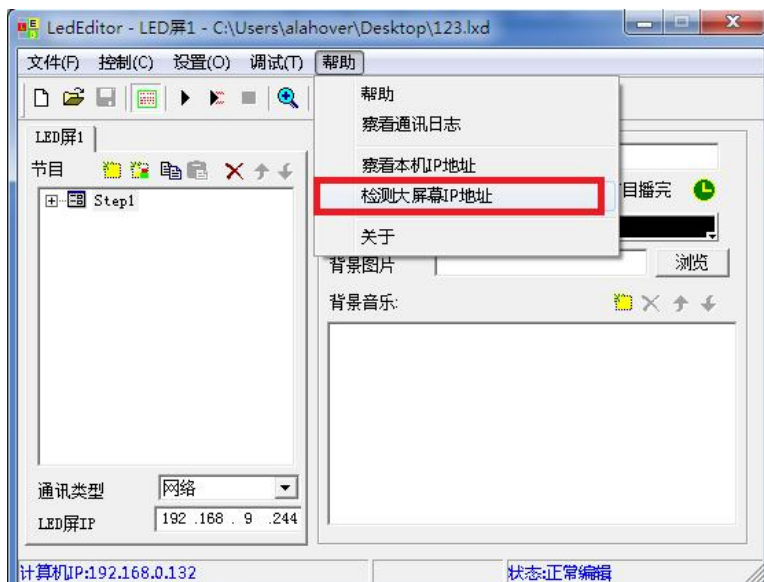 LedEditor - LED屏#1 - C:\Users\alahover\Desktop\123.lxd
文件(F) 控制(C) 设置(O) 调试(T) 帮助
帮助
察看通讯日志
察看本机IP地址
检测大屏幕IP地址
关于
LED屏1
节目
Step1
目播完
背景图片 浏览
背景音乐:
通讯类型 网络
LED屏IP 192 .168 . 9 .244
计算机IP:192.168.0.132 状态:正常编辑